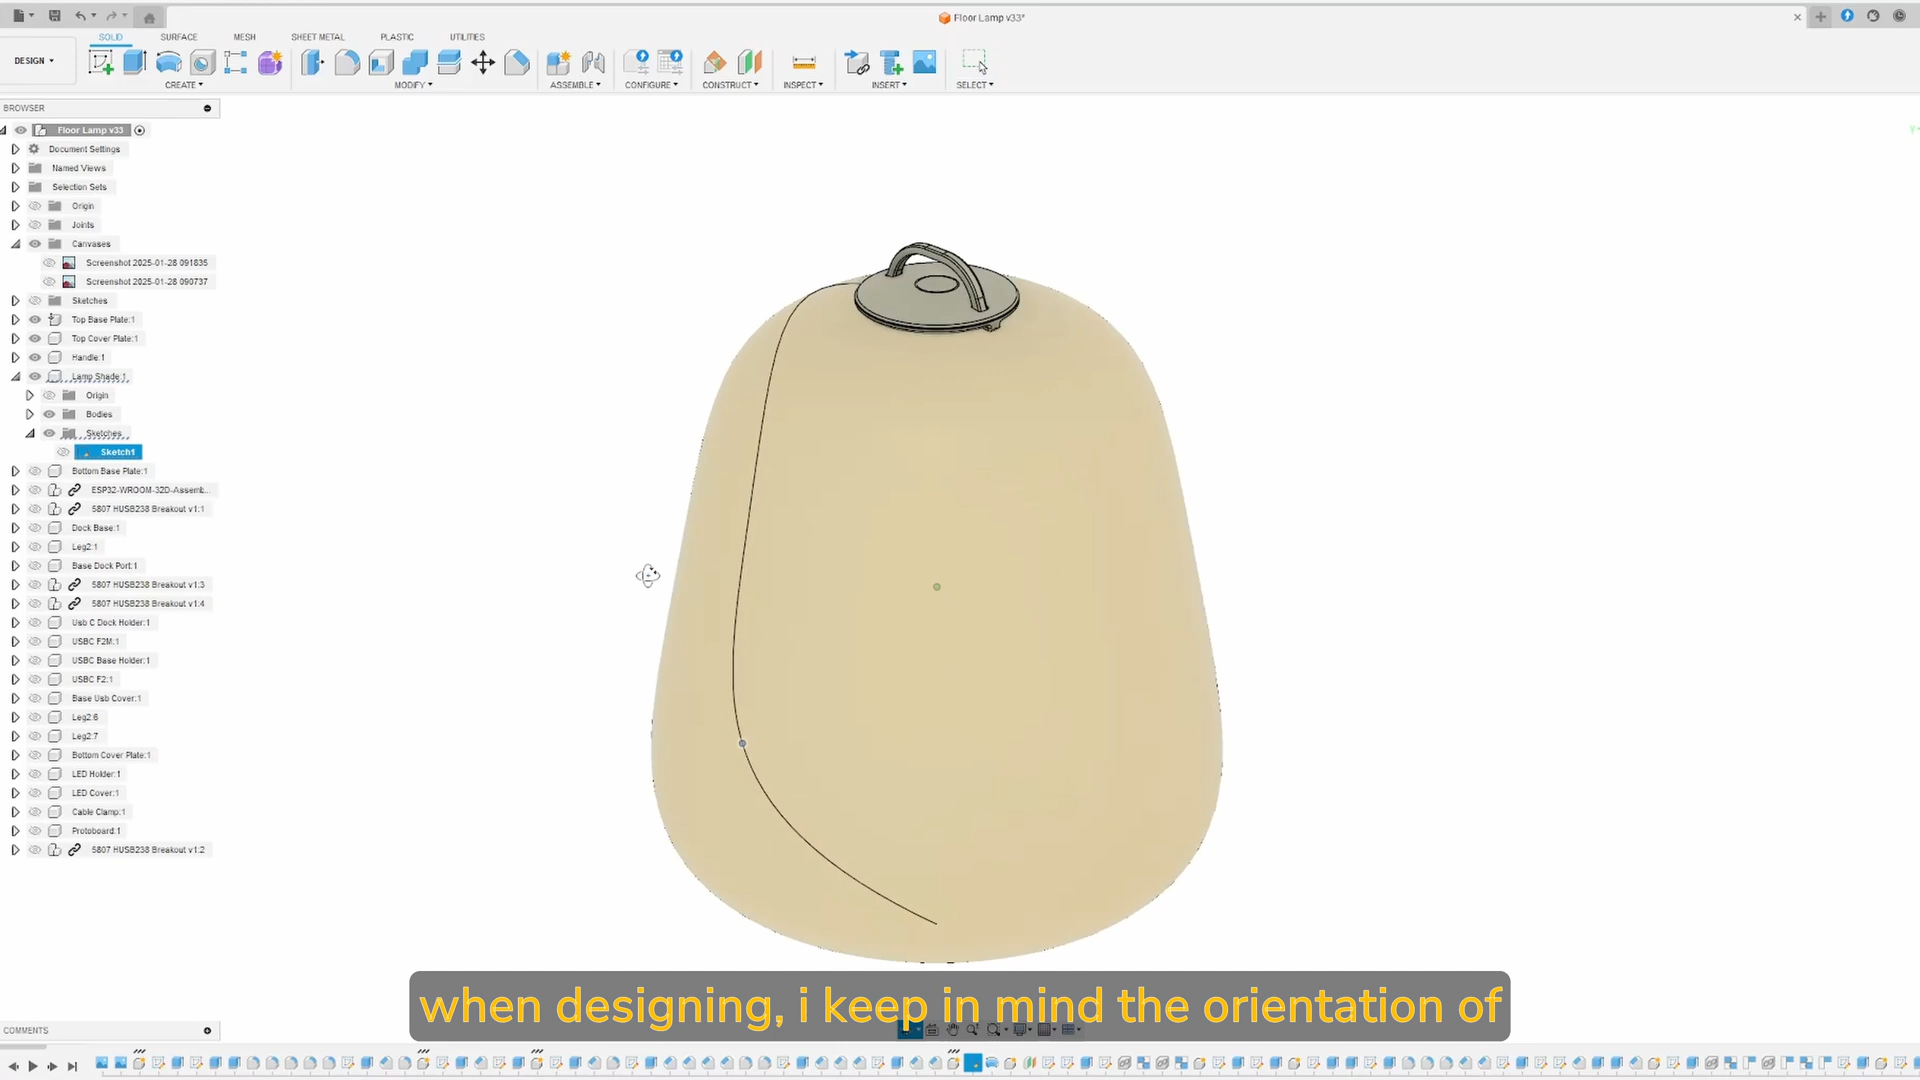 Floor Lamp v33*
SOLID
SURFACE
MESH
SHEET METAL
PLASTIC
UTILITIES
DESIGN
CREATE
MODIFY
ASSEMBLE
CONFIGURE
CONSTRUCT
INSPECT
INSERT
SELECT
BROWSER
Floor Lamp v33
Document Settings
Named Views
Selection Sets
Origin
Joints
Canvases
Screenshot 2025-01-28 091835
Screenshot 2025-01-28 090737
Sketches
Top Base Plate:1
Top Cover Plate:1
Handle:1
Lamp Shade:1
Origin
Bodies
Sketches
Sketch1
Bottom Base Plate:1
ESP32-WROOM-32D-Assemb...
5807 HUSB238 Breakout v1:1
Dock Base:1
Leg2:1
Base Dock Port:1
5807 HUSB238 Breakout v1:3
5807 HUSB238 Breakout v1:4
Usb C Dock Holder:1
USBC F2M:1
USBC Base Holder:1
USBC F2:1
Base Usb Cover:1
Leg2:6
Leg2:7
Bottom Cover Plate:1
LED Holder:1
LED Cover:1
Cable Clamp:1
Protoboard:1
5807 HUSB238 Breakout v1:2
Y
when designing, i keep in mind the orientation of
COMMENTS